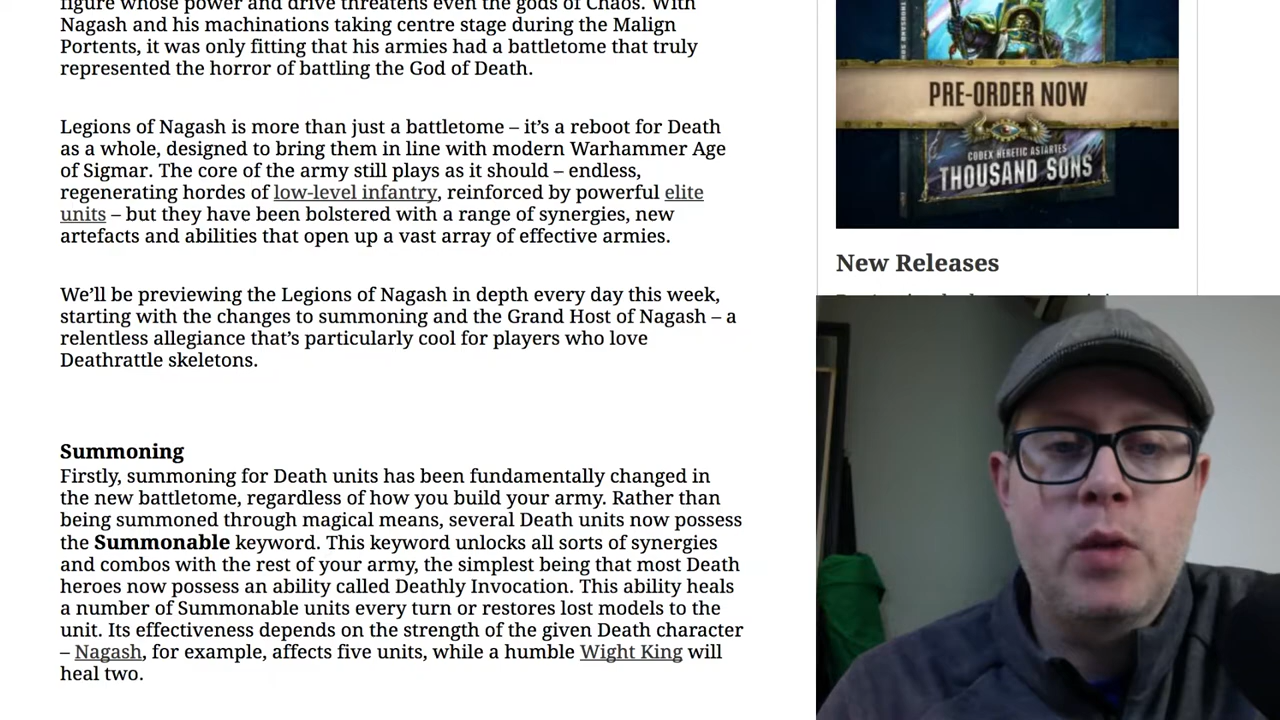 figure whose power and drive threatens even the gods of Chaos. With
Nagash and his machinations taking centre stage during the Malign
Portents, it was only fitting that his armies had a battletome that truly
represented the horror of battling the God of Death.
Legions of Nagash is more than just a battletome – it’s a reboot for Death
as a whole, designed to bring them in line with modern Warhammer Age
of Sigmar. The core of the army still plays as it should – endless,
regenerating hordes of low-level infantry, reinforced by powerful elite
units – but they have been bolstered with a range of synergies, new
artefacts and abilities that open up a vast array of effective armies.
We’ll be previewing the Legions of Nagash in depth every day this week,
starting with the changes to summoning and the Grand Host of Nagash – a
relentless allegiance that’s particularly cool for players who love
Deathrattle skeletons.
Summoning
Firstly, summoning for Death units has been fundamentally changed in
the new battletome, regardless of how you build your army. Rather than
being summoned through magical means, several Death units now possess
the Summonable keyword. This keyword unlocks all sorts of synergies
and combos with the rest of your army, the simplest being that most Death
heroes now possess an ability called Deathly Invocation. This ability heals
a number of Summonable units every turn or restores lost models to the
unit. Its effectiveness depends on the strength of the given Death character
– Nagash, for example, affects five units, while a humble Wight King will
heal two.
PRE-ORDER NOW
CODEX HERETIC ASTARTES
THOUSAND SONS
New Releases